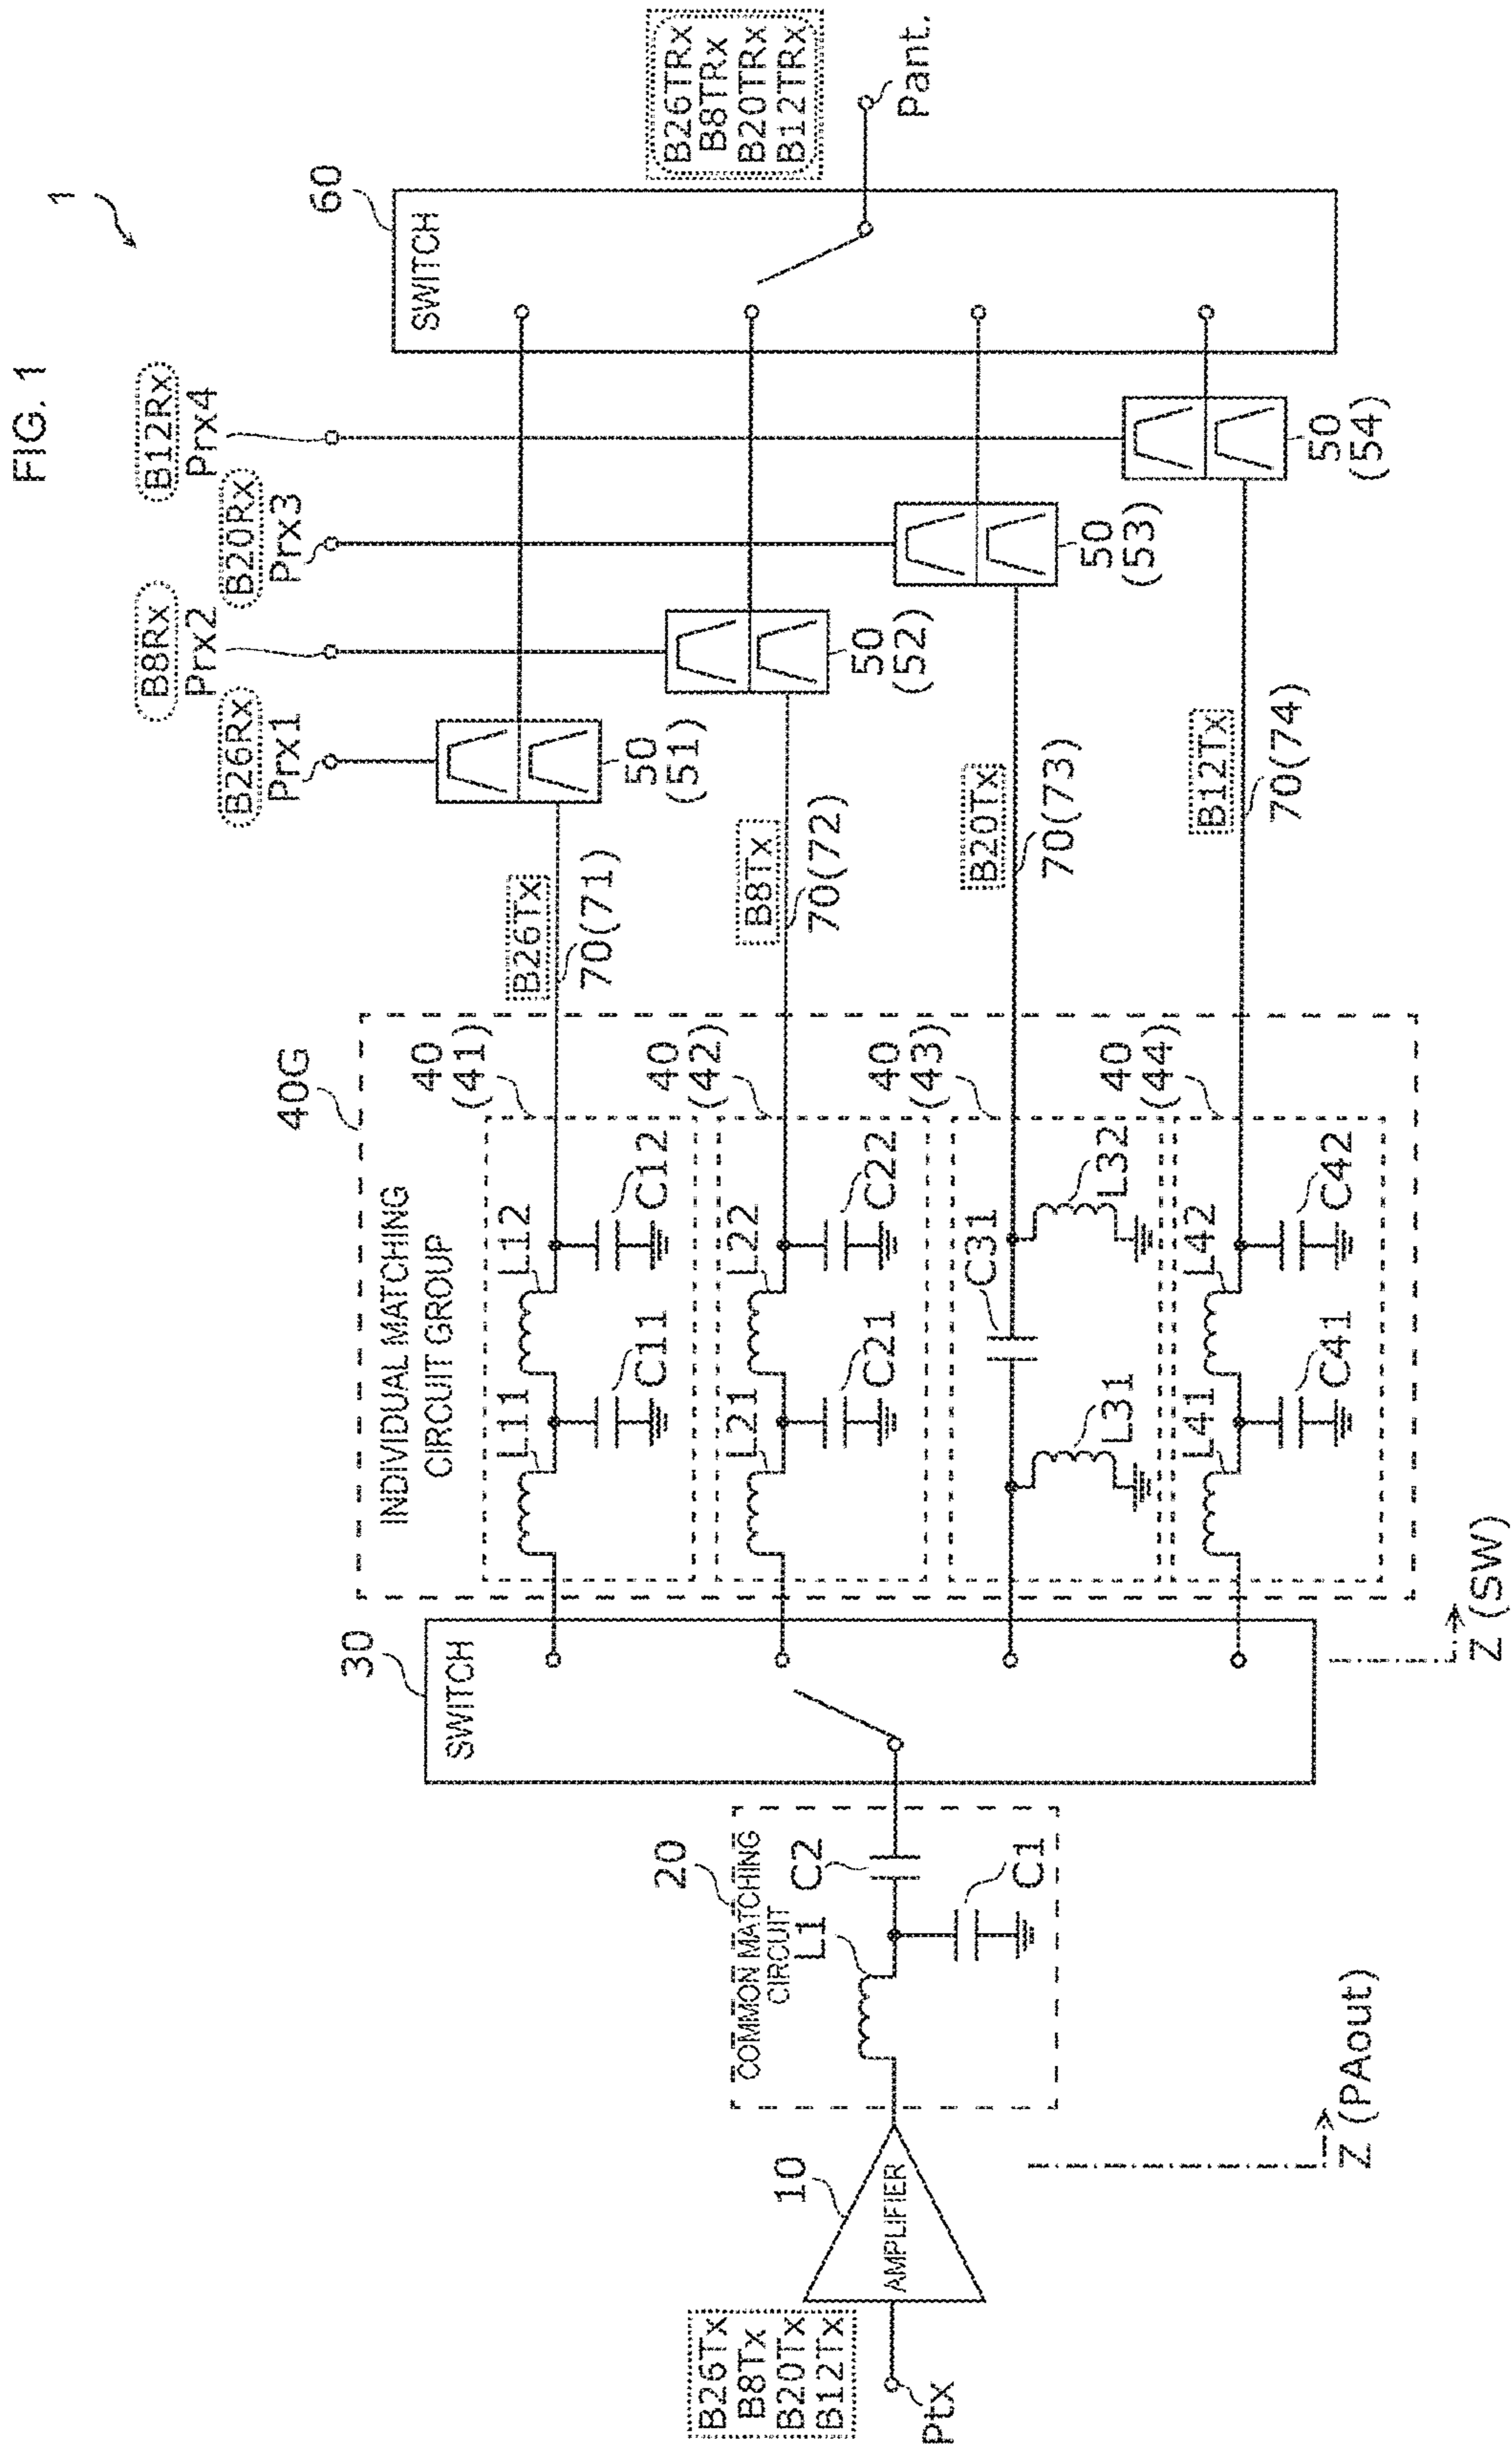 FIG. 1
1
B26Tx
B8Tx
B20Tx
B12Tx
Ptx
10
AMPLIFIER
Z (PAout)
20
COMMON MATCHING
CIRCUIT
L1
C2
C1
30
SWITCH
Z (SW)
40G
INDIVIDUAL MATCHING
CIRCUIT GROUP
40
(41)
L11
L12
C11
C12
40
(42)
L21
L22
C21
C22
40
(43)
C31
L31
L32
40
(44)
L41
L42
C41
C42
B26Tx
70(71)
B8Tx
70(72)
B20Tx
70(73)
B12Tx
70(74)
B26Rx
Prx1
B8Rx
Prx2
B20Rx
Prx3
B12Rx
Prx4
50
(51)
50
(52)
50
(53)
50
(54)
60
SWITCH
B26TRx
B8TRx
B20TRx
B12TRx
Pant.